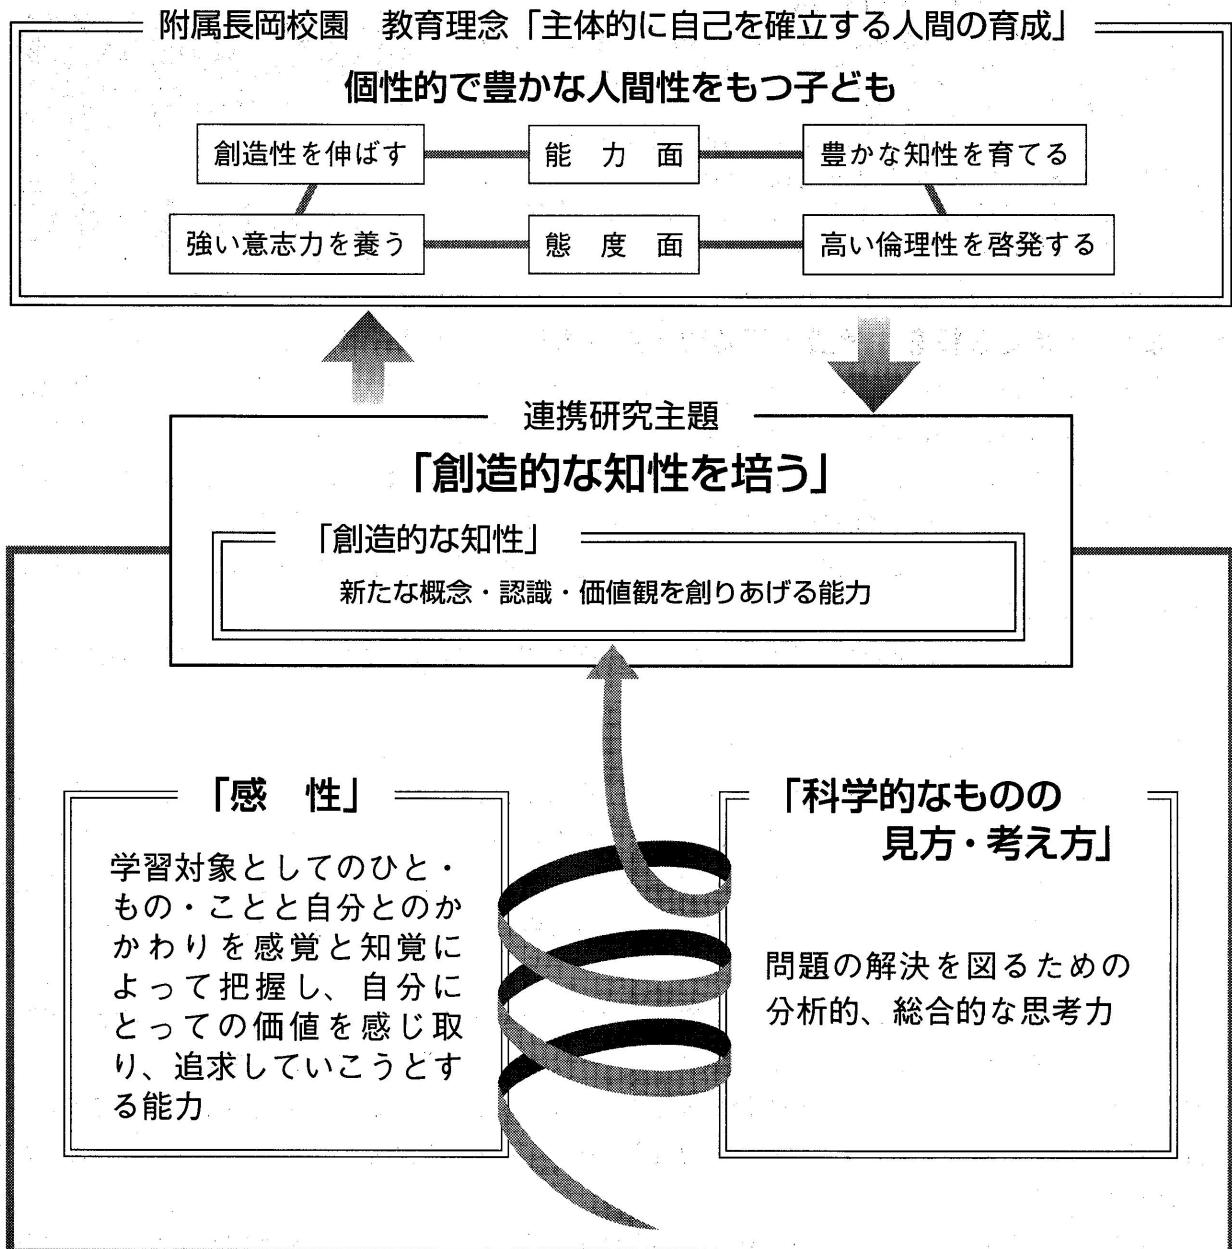 附属長岡校園　教育理念「主体的に自己を確立する人間の育成」
個性的で豊かな人間性をもつ子ども
創造性を伸ばす
能　力　面
豊かな知性を育てる
強い意志力を養う
態　度　面
高い倫理性を啓発する
連携研究主題
「創造的な知性を培う」
「創造的な知性」
新たな概念・認識・価値観を創りあげる能力
「感　性」
学習対象としてのひと・
もの・ことと自分とのか
かわりを感覚と知覚に
よって把握し、自分に
とっての価値を感じ取
り、追求していこうとす
る能力
「科学的なものの
見方・考え方」
問題の解決を図るための
分析的、総合的な思考力